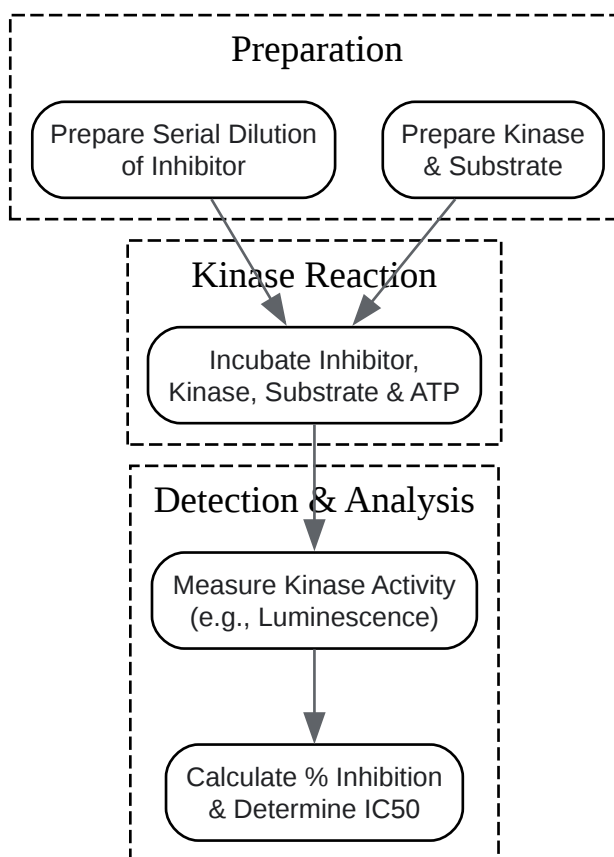 Preparation
Prepare Serial Dilution
of Inhibitor
Prepare Kinase
& Substrate
Kinase Reaction
Incubate Inhibitor,
Kinase, Substrate & ATP
Detection & Analysis
Measure Kinase Activity
(e.g., Luminescence)
Calculate % Inhibition
& Determine IC50